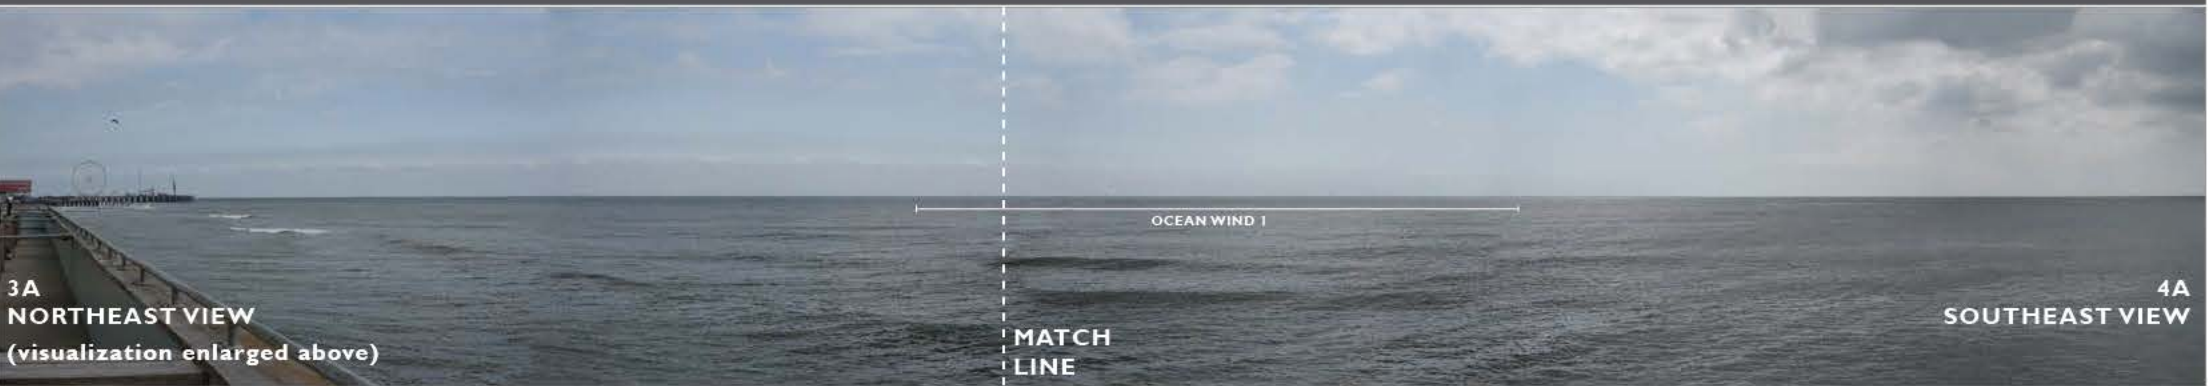 OCEAN WIND 1
3A
NORTHEAST VIEW
(visualization enlarged above)
MATCH
LINE
4A
SOUTHEAST VIEW